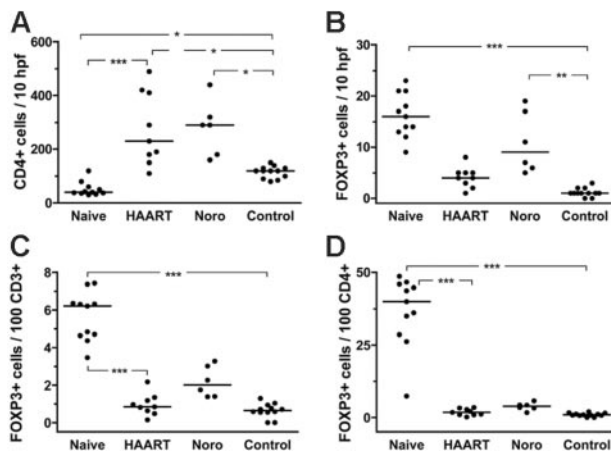 A
CD4+ cells / 10 hpf
600
400
200
0
*
*
***
*
Naive HAART Noro Control
B
FOXP3+ cells / 10 hpf
30
20
10
0
***
**
Naive HAART Noro Control
C
FOXP3+ cells / 100 CD3+
8
6
4
2
0
***
***
Naive HAART Noro Control
D
FOXP3+ cells / 100 CD4+
50
25
0
***
***
Naive HAART Noro Control